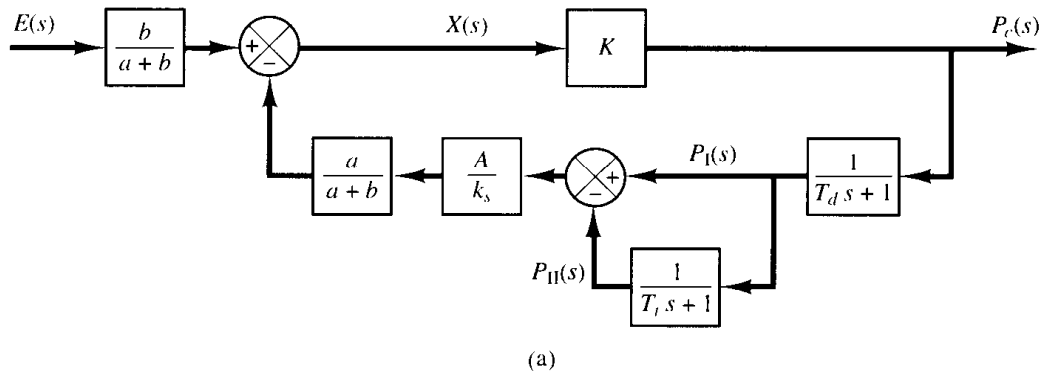 E(s)
b
a + b
+
−
X(s)
K
P_c(s)
a
a + b
A
k_s
+
−
P_I(s)
1
T_d s + 1
P_II(s)
1
T_i s + 1
(a)